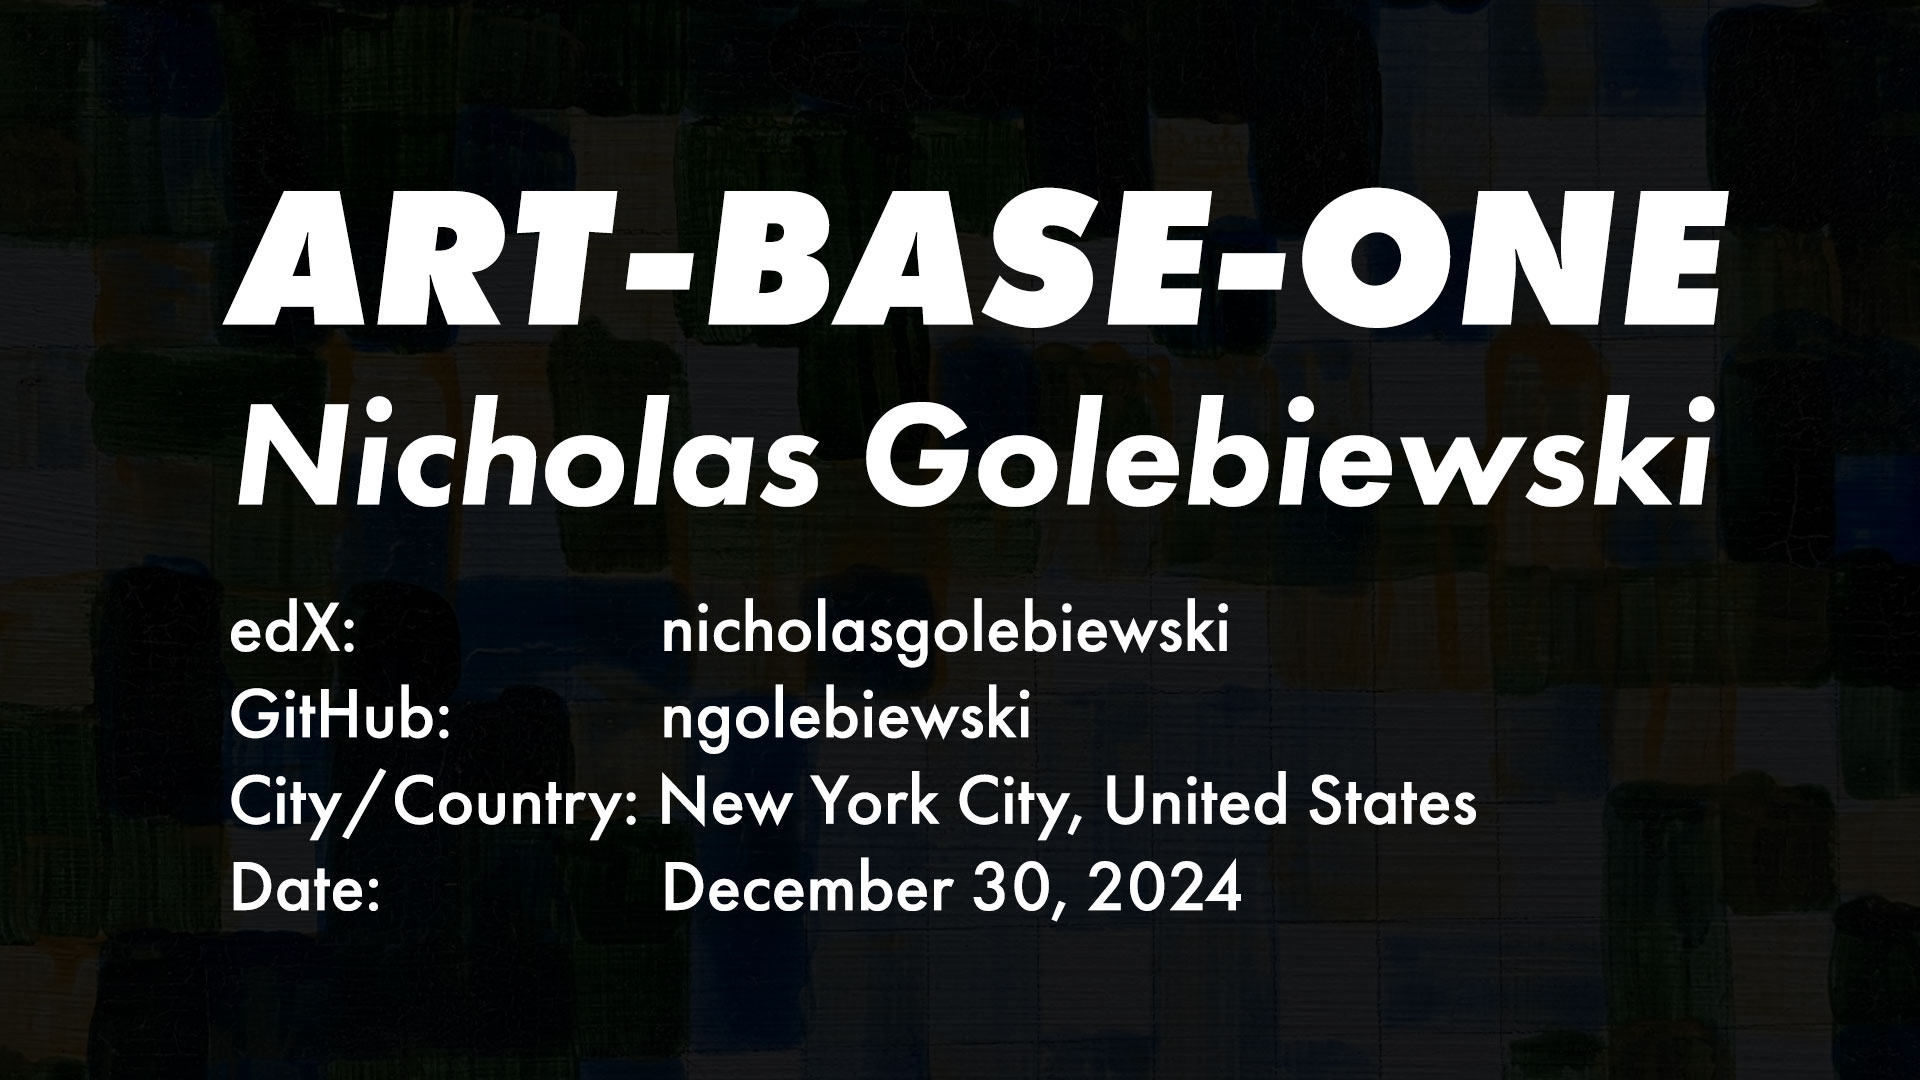 ART-BASE-ONE
Nicholas Golebiewski
edX: nicholasgolebiewski
GitHub: ngolebiewski
City/Country: New York City, United States
Date: December 30, 2024